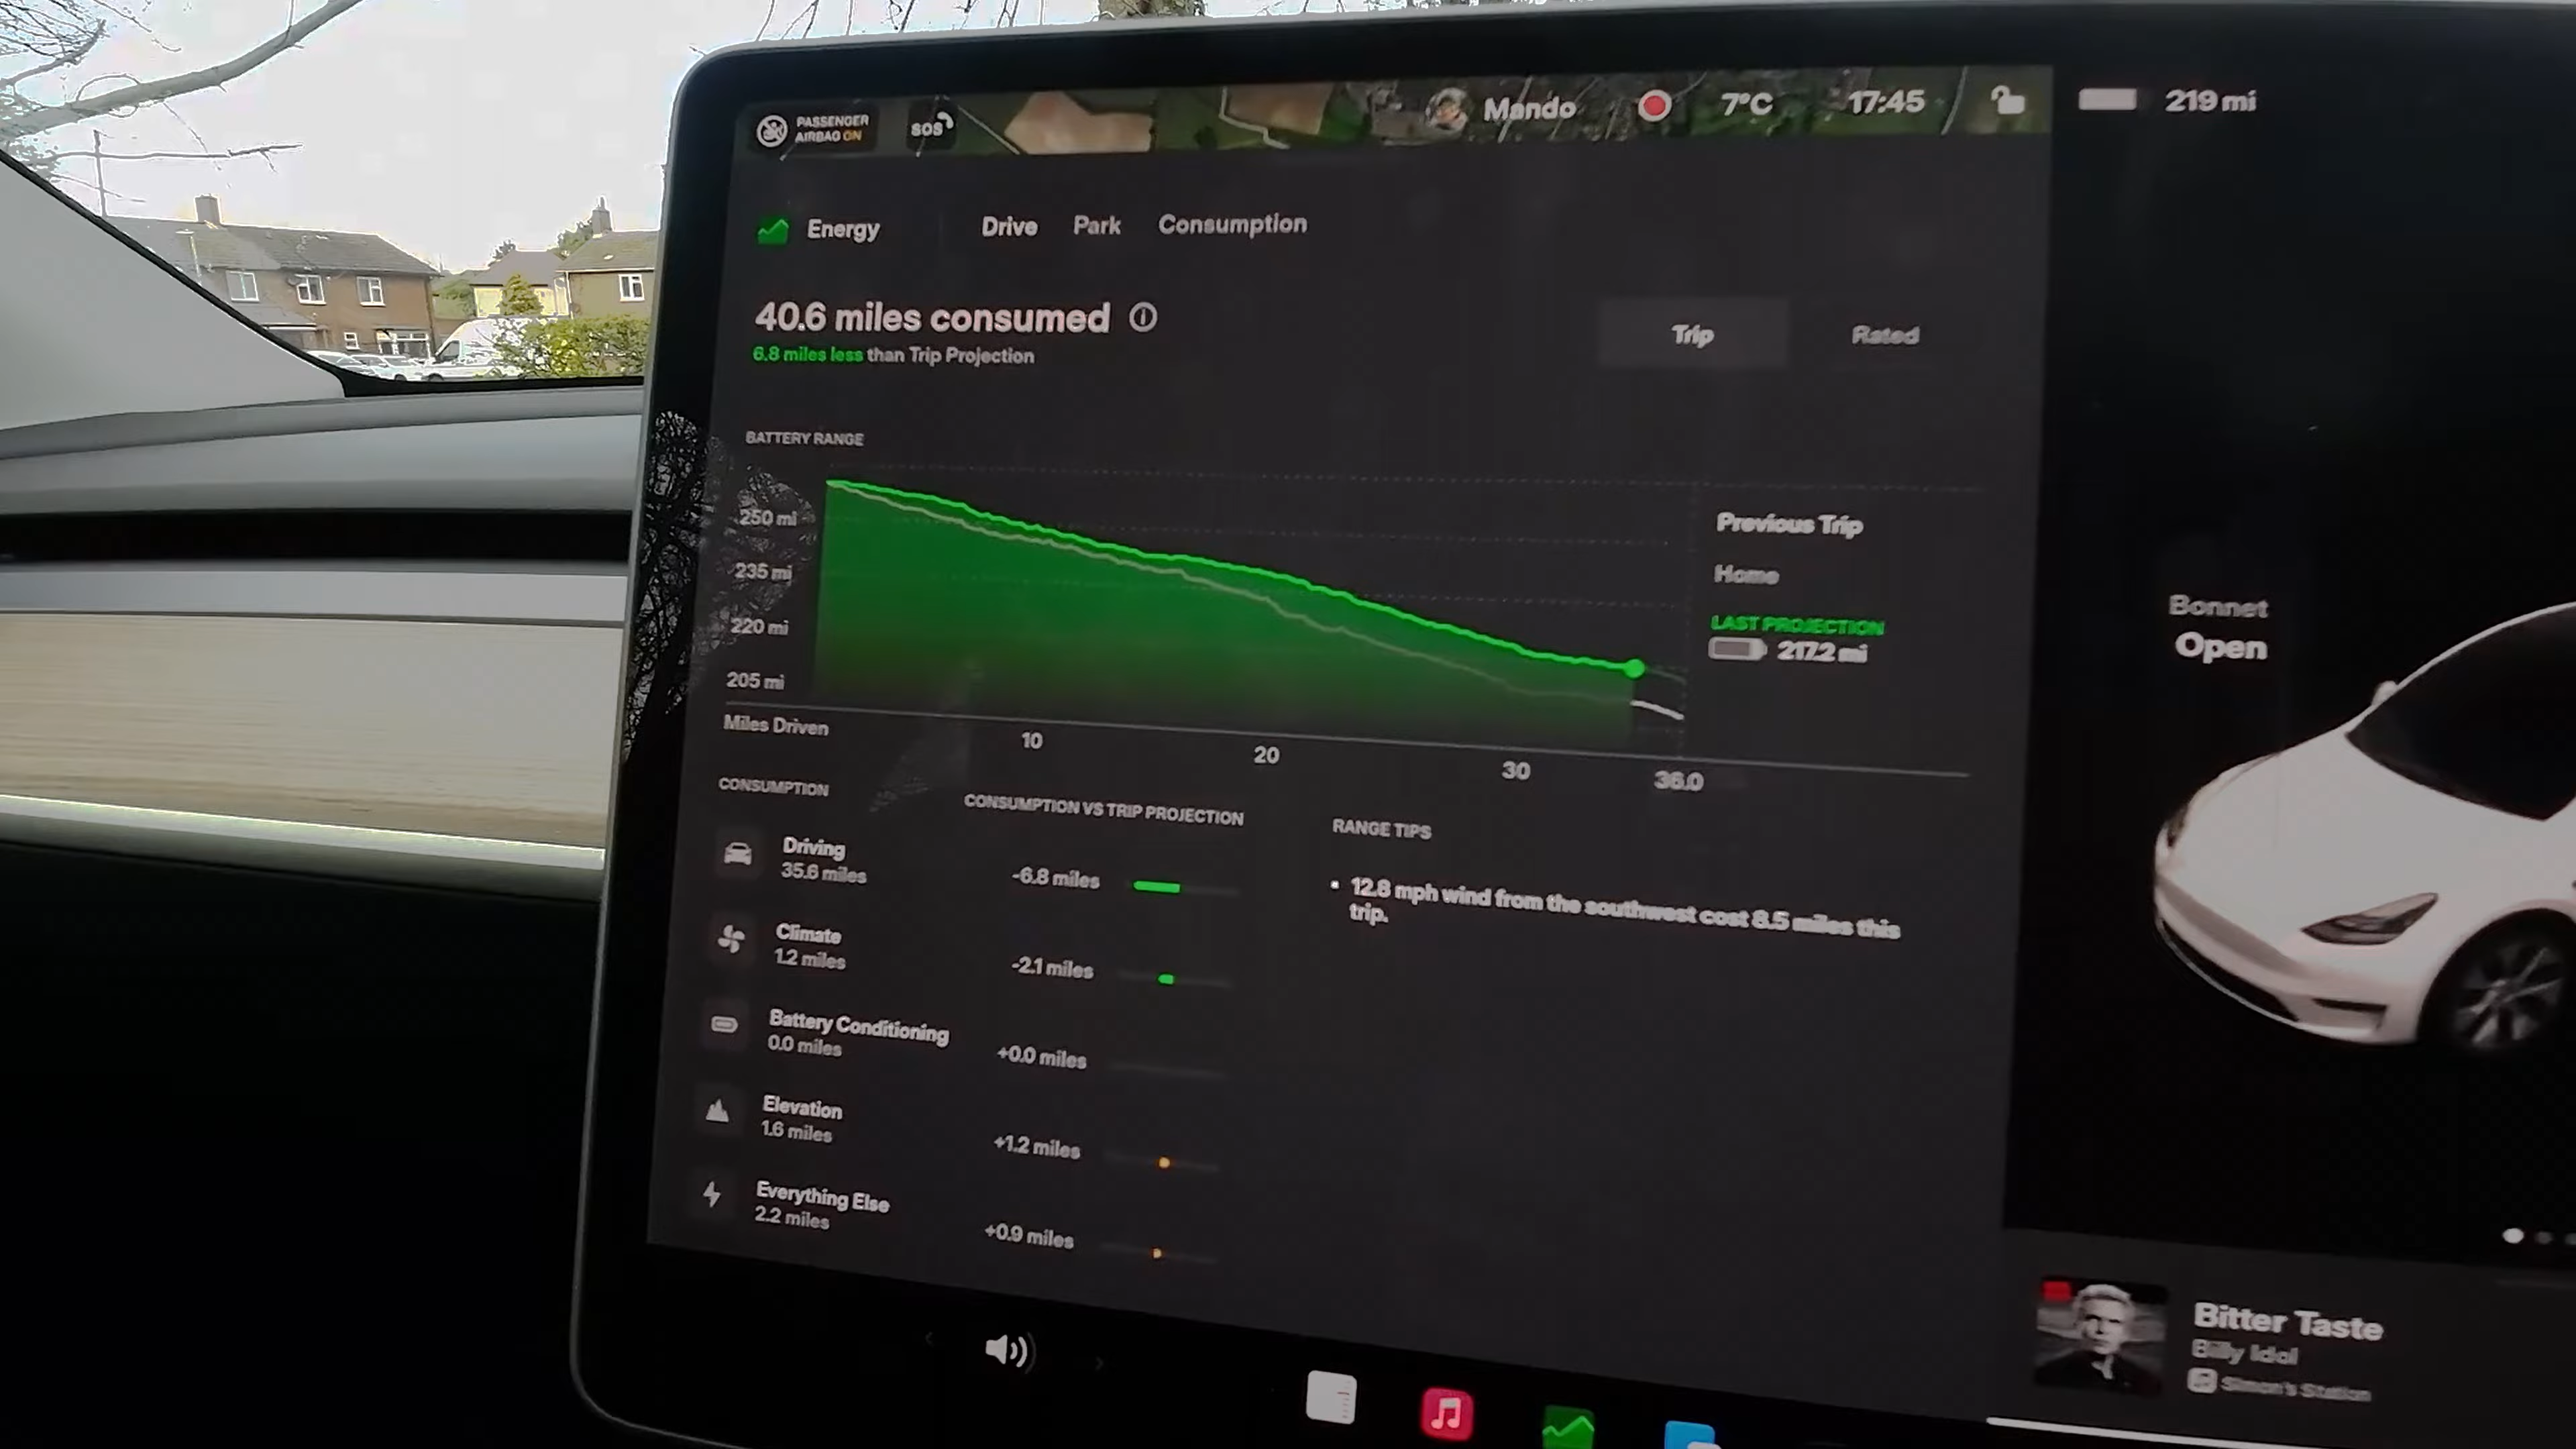 PASSENGER
AIRBAG ON
SOS
Mando
7°C
17:45
219 mi
Energy
Drive
Park
Consumption
40.6 miles consumed
6.8 miles less than Trip Projection
Trip
Rated
BATTERY RANGE
250 mi
235 mi
220 mi
205 mi
Previous Trip
Home
LAST PROJECTION
217.2 mi
Miles Driven
10
20
30
36.0
Bonnet
Open
CONSUMPTION
CONSUMPTION VS TRIP PROJECTION
RANGE TIPS
Driving
35.6 miles
-6.8 miles
• 12.8 mph wind from the southwest cost 8.5 miles this
trip.
Climate
1.2 miles
-2.1 miles
Battery Conditioning
0.0 miles
+0.0 miles
Elevation
1.6 miles
+1.2 miles
Everything Else
2.2 miles
+0.9 miles
Bitter Taste
Billy Idol
Simon's Station